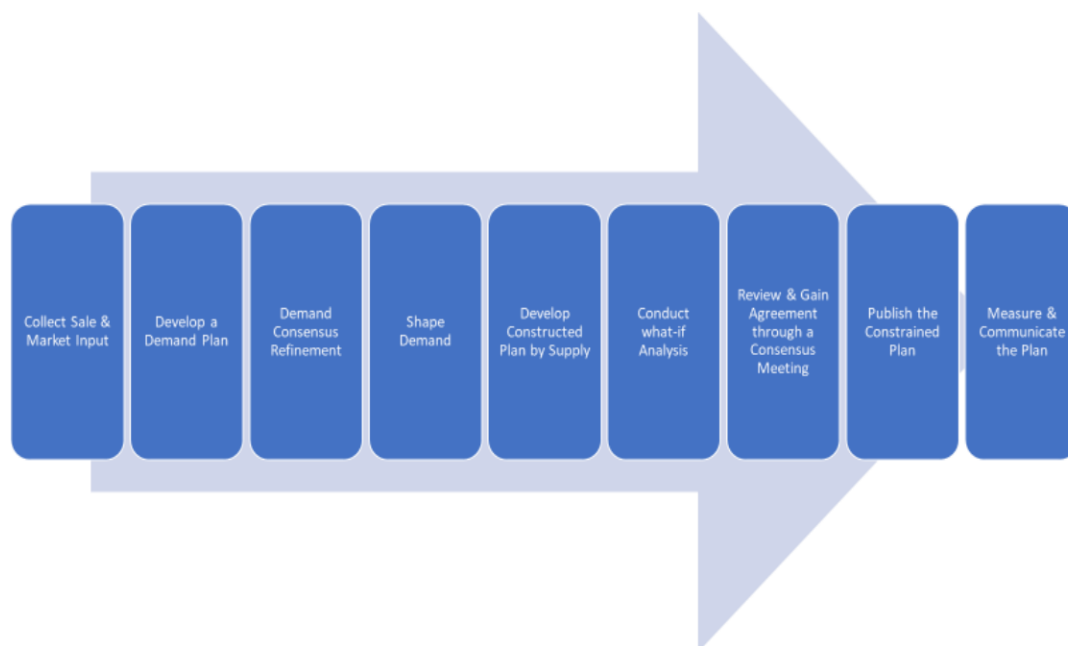 Collect Sale &
Market Input
Develop a
Demand Plan
Demand
Consensus
Refinement
Shape
Demand
Develop
Constructed
Plan by Supply
Conduct
what-if
Analysis
Review & Gain
Agreement
through a
Consensus
Meeting
Publish the
Constrained
Plan
Measure &
Communicate
the Plan